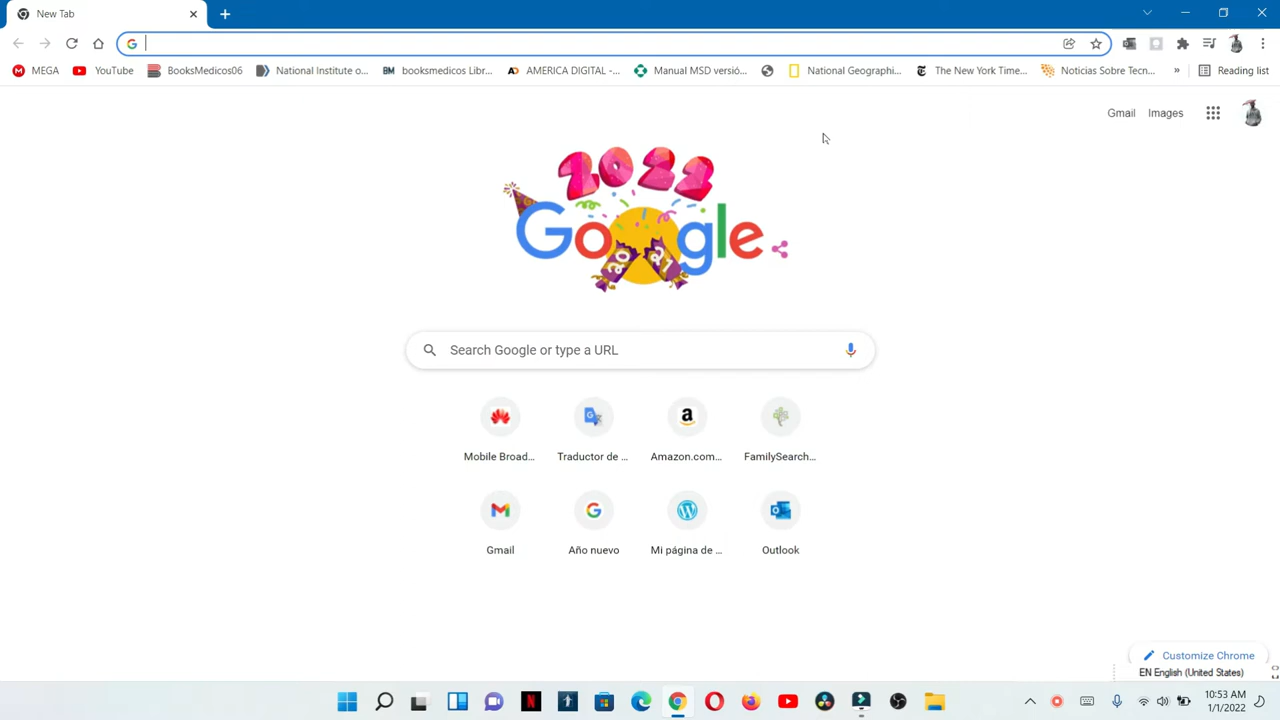 New Tab
MEGA
YouTube
BooksMedicos06
National Institute o...
booksmedicos Libr...
AMERICA DIGITAL -...
Manual MSD versió...
National Geographi...
The New York Time...
Noticias Sobre Tecn...
»
Reading list
Gmail
Images
2022
Google
20 21
Search Google or type a URL
Mobile Broad...
Traductor de ...
Amazon.com...
FamilySearch...
Gmail
Año nuevo
Mi página de ...
Outlook
Customize Chrome
EN English (United States)
10:53 AM
1/1/2022